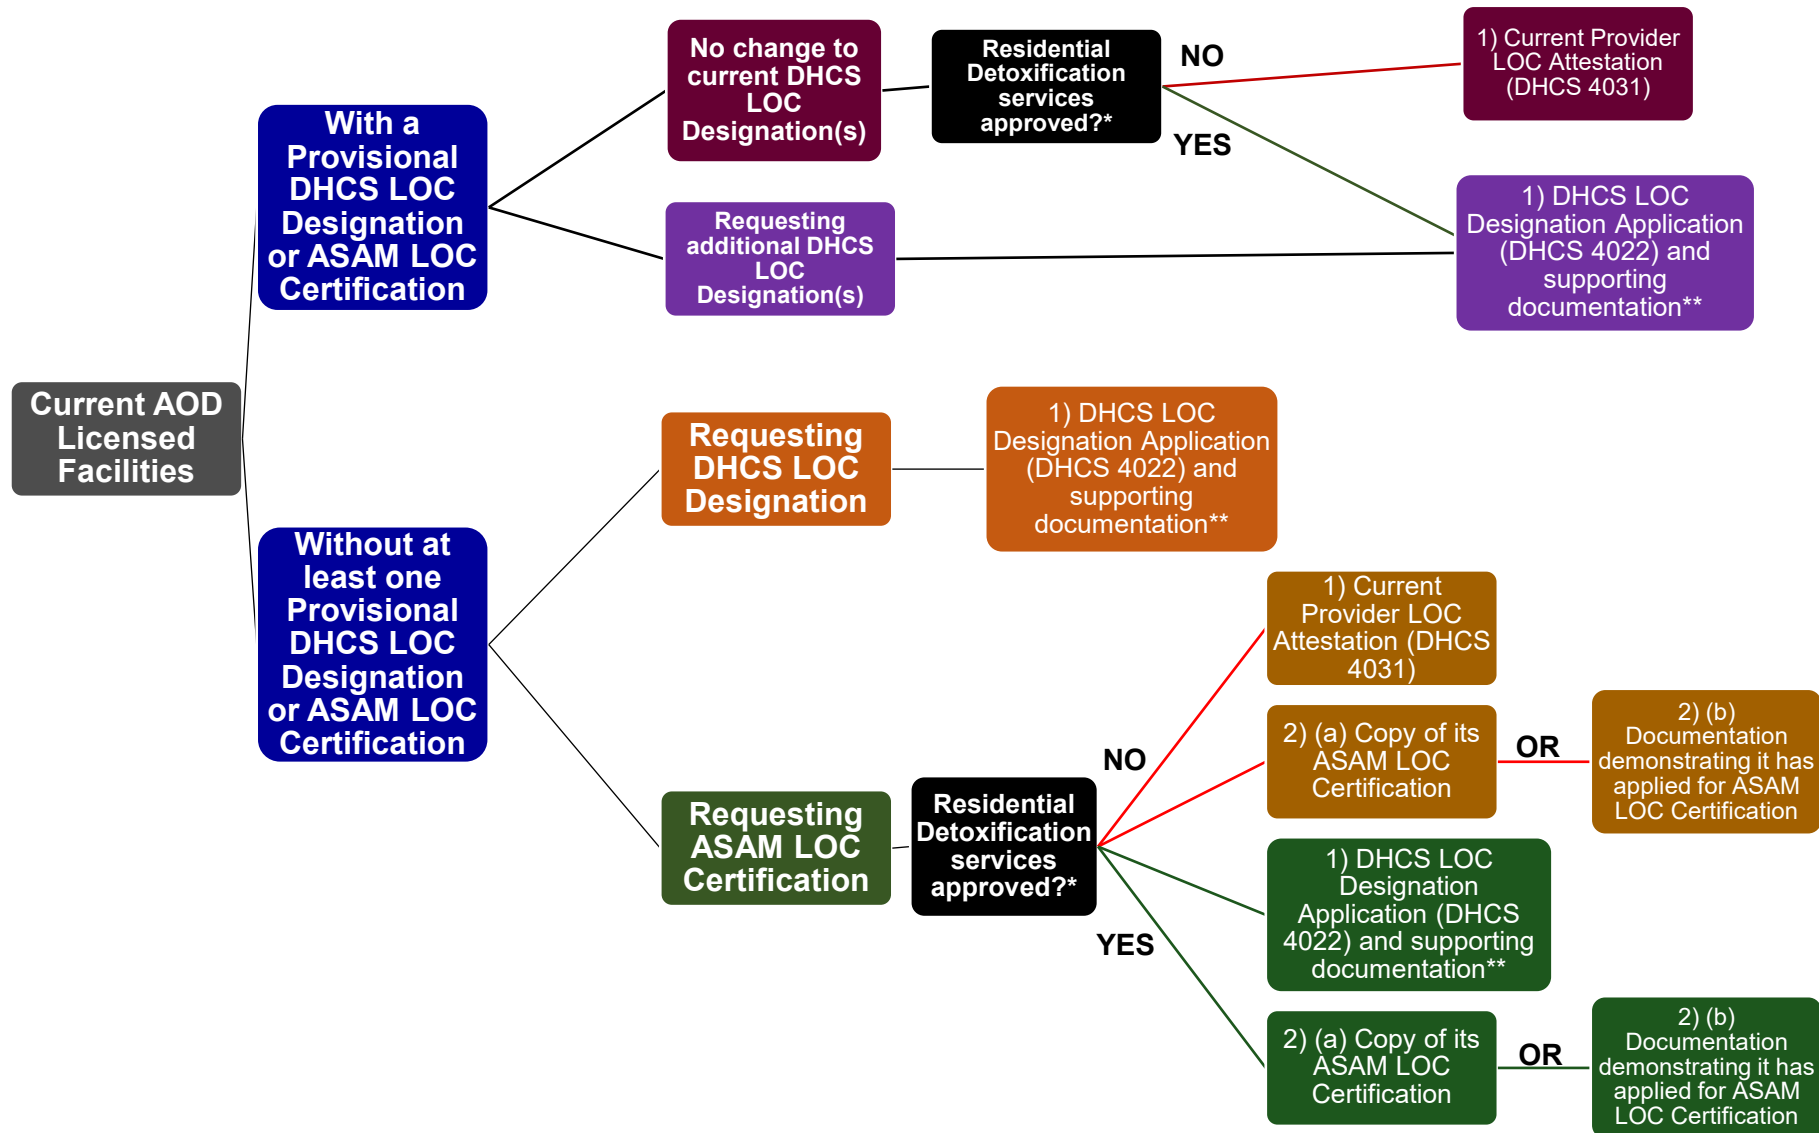 Current AOD
Licensed
Facilities
With a
Provisional
DHCS LOC
Designation
or ASAM LOC
Certification
No change to
current DHCS
LOC
Designation(s)
Residential
Detoxification
services
approved?*
NO
YES
1) Current Provider
LOC Attestation
(DHCS 4031)
Requesting
additional DHCS
LOC
Designation(s)
1) DHCS LOC
Designation Application
(DHCS 4022) and
supporting
documentation**
Without at
least one
Provisional
DHCS LOC
Designation
or ASAM LOC
Certification
Requesting
DHCS LOC
Designation
1) DHCS LOC
Designation Application
(DHCS 4022) and
supporting
documentation**
Requesting
ASAM LOC
Certification
Residential
Detoxification
services
approved?*
NO
YES
1) Current
Provider LOC
Attestation (DHCS
4031)
2) (a) Copy of its
ASAM LOC
Certification
OR
2) (b)
Documentation
demonstrating it has
applied for ASAM
LOC Certification
1) DHCS LOC
Designation
Application (DHCS
4022) and supporting
documentation**
2) (a) Copy of its
ASAM LOC
Certification
OR
2) (b)
Documentation
demonstrating it has
applied for ASAM
LOC Certification